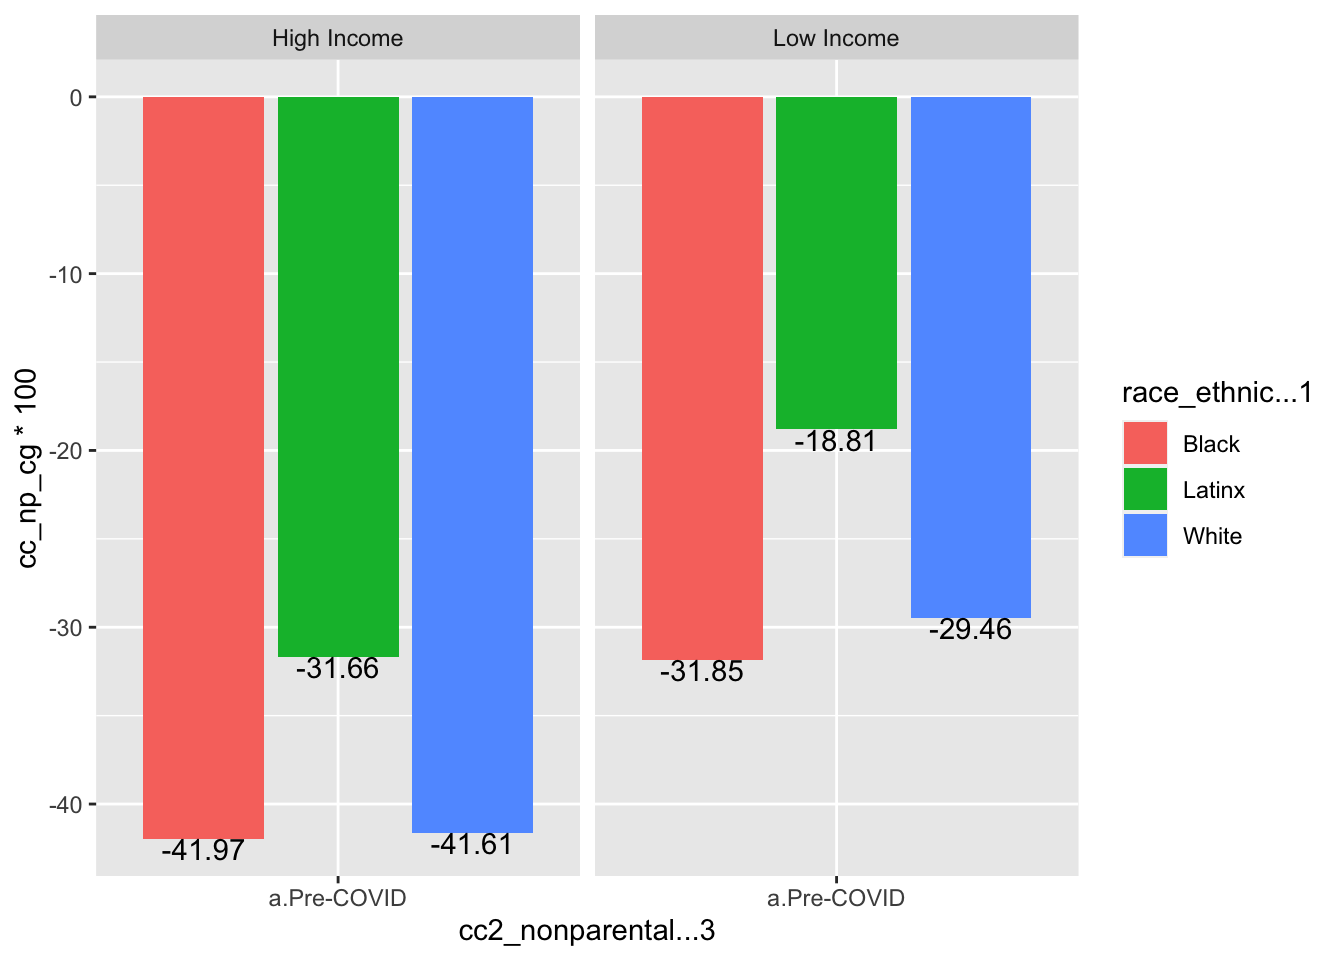 High Income
Low Income
0
-10
-20
-30
-40
cc_np_cg * 100
-41.97
-31.66
-41.61
-31.85
-18.81
-29.46
a.Pre-COVID
a.Pre-COVID
cc2_nonparental...3
race_ethnic...1
Black
Latinx
White